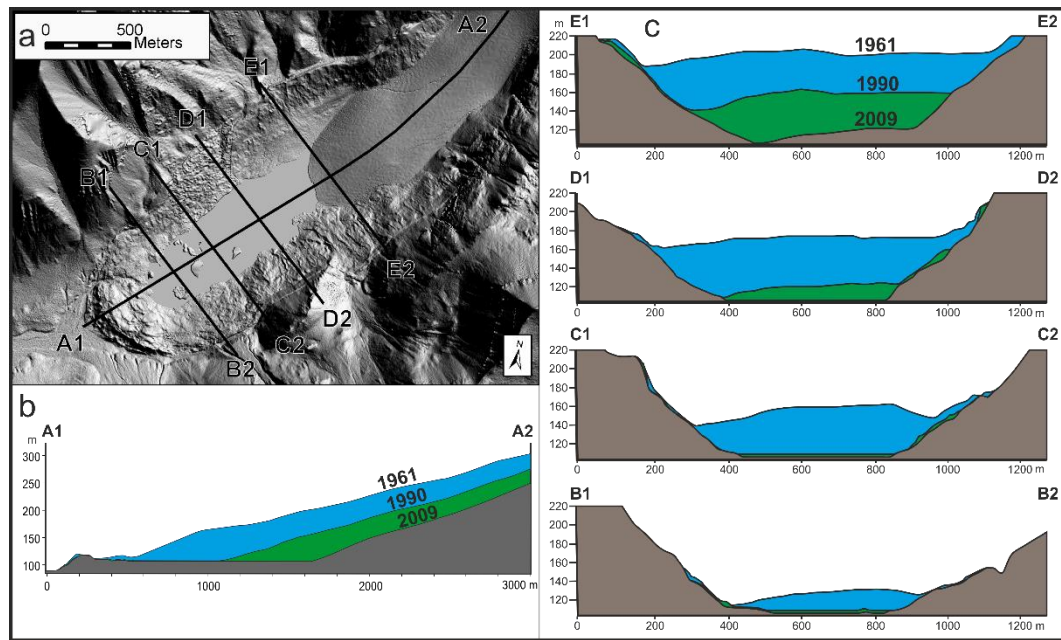 a
0 500
Meters
A2
E1
D1
C1
B1
E2
D2
C2
B2
A1
N
b
A1 A2
m
300
250
200
150
100
1961
1990
2009
0 1000 2000 3000 m
C
E1 E2
m
220
200
180
160
140
120
1961
1990
2009
0 200 400 600 800 1000 1200 m
D1 D2
220
200
180
160
140
120
0 200 400 600 800 1000 1200 m
C1 C2
220
200
180
160
140
120
0 200 400 600 800 1000 1200 m
B1 B2
220
200
180
160
140
120
0 200 400 600 800 1000 1200 m